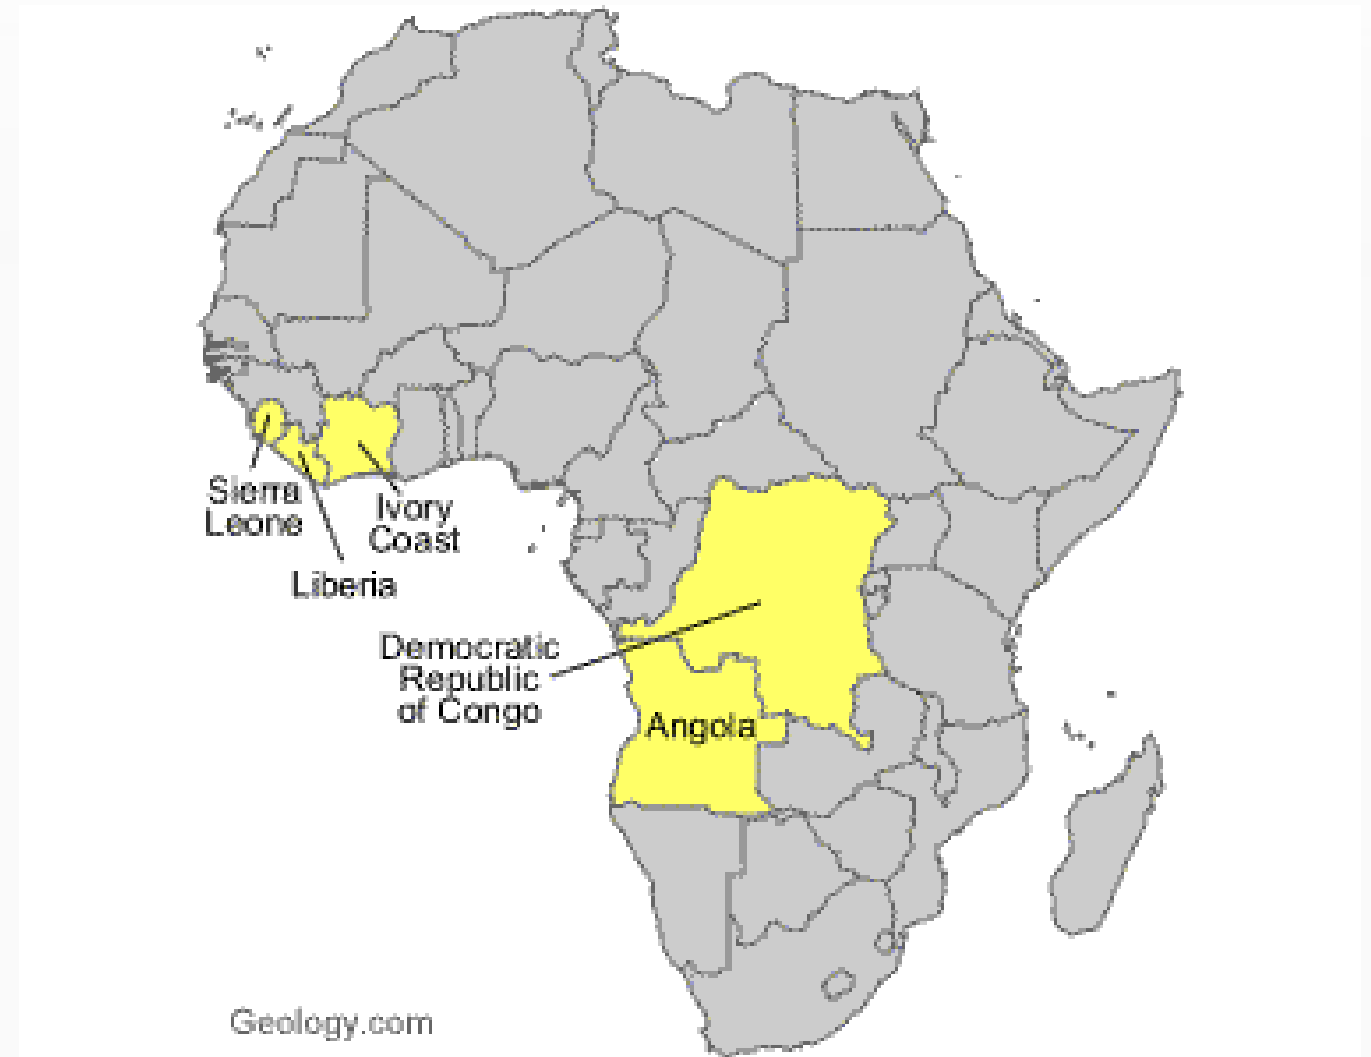 Sierra
Leone
Ivory
Coast
Liberia
Democratic
Republic
of Congo
Angola
Geology.com